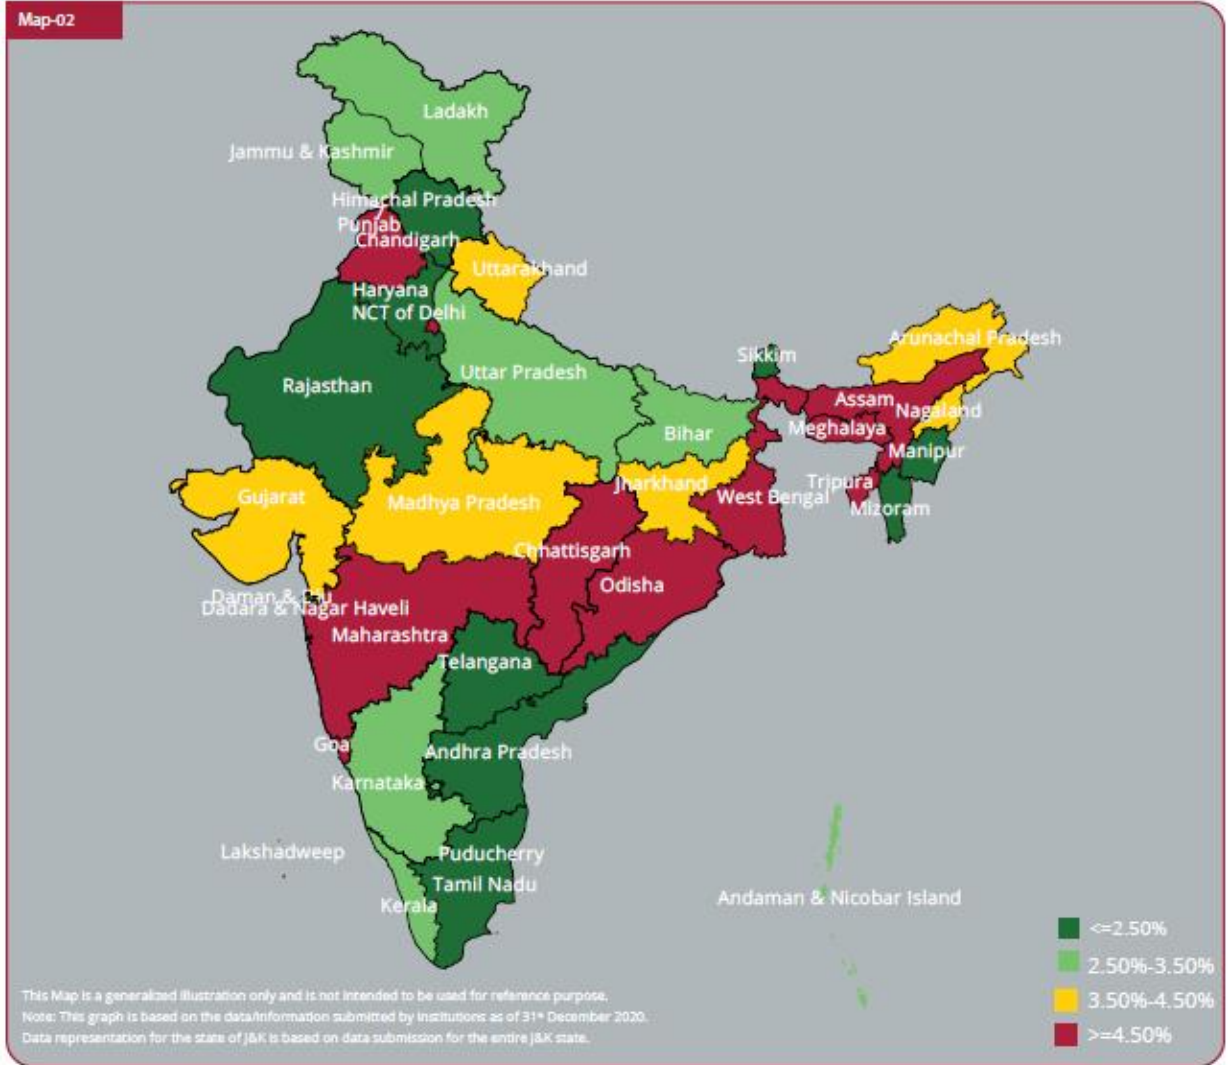 Map-02
Ladakh
Jammu & Kashmir
Himachal Pradesh
Punjab
Chandigarh
Uttarakhand
Haryana
NCT of Delhi
Arunachal Pradesh
Sikkim
Uttar Pradesh
Rajasthan
Assam
Nagaland
Meghalaya
Bihar
Manipur
Tripura
Jharkhand
Gujarat
Madhya Pradesh
West Bengal
Mizoram
Chhattisgarh
Odisha
Daman & Diu
Dadara & Nagar Haveli
Maharashtra
Telangana
Goa
Andhra Pradesh
Karnataka
Lakshadweep
Puducherry
Tamil Nadu
Andaman & Nicobar Island
Kerala
<=2.50%
2.50%-3.50%
3.50%-4.50%
>=4.50%
This Map is a generalized illustration only and is not intended to be used for reference purpose.
Note: This graph is based on the data/information submitted by institutions as of 31st December 2020.
Data representation for the state of J&K is based on data submission for the entire J&K state.